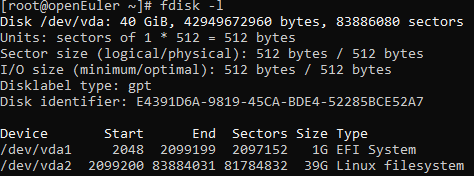 [root@openEuler ~]# fdisk -l
Disk /dev/vda: 40 GiB, 42949672960 bytes, 83886080 sectors
Units: sectors of 1 * 512 = 512 bytes
Sector size (logical/physical): 512 bytes / 512 bytes
I/O size (minimum/optimal): 512 bytes / 512 bytes
Disklabel type: gpt
Disk identifier: E4391D6A-9819-45CA-BDE4-52285BCE52A7
Device Start End Sectors Size Type
/dev/vda1 2048 2099199 2097152 1G EFI System
/dev/vda2 2099200 83884031 81784832 39G Linux filesystem